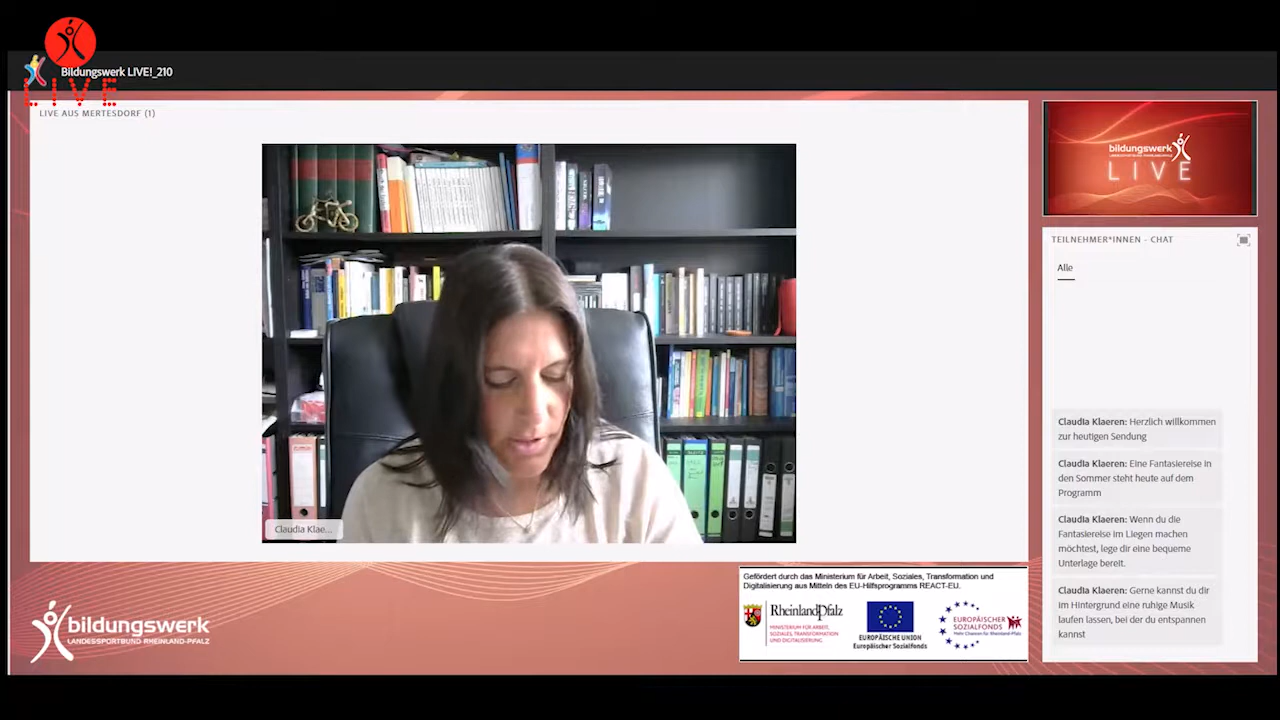 Bildungswerk LIVE!_210
LIVE
LIVE AUS MERTESDORF (1)
Claudia Klae...
bildungswerk
LIVE
TEILNEHMER*INNEN - CHAT
Alle
Claudia Klaeren: Herzlich willkommen
zur heutigen Sendung
Claudia Klaeren: Eine Fantasiereise in
den Sommer steht heute auf dem
Programm
Claudia Klaeren: Wenn du die
Fantasiereise im Liegen machen
möchtest, lege dir eine bequeme
Unterlage bereit.
Claudia Klaeren: Gerne kannst du dir
im Hintergrund eine ruhige Musik
laufen lassen, bei der du entspannen
kannst
Gefördert durch das Ministerium für Arbeit, Soziales, Transformation und
Digitalisierung aus Mitteln des EU-Hilfsprogramms REACT-EU.
RheinlandPfalz
MINISTERIUM FÜR ARBEIT,
SOZIALES, TRANSFORMATION
UND DIGITALISIERUNG
EUROPÄISCHE UNION
Europäischer Sozialfonds
EUROPÄISCHER
SOZIALFONDS
Mehr Chancen für Rheinland-Pfalz
bildungswerk
LANDESSPORTBUND RHEINLAND-PFALZ